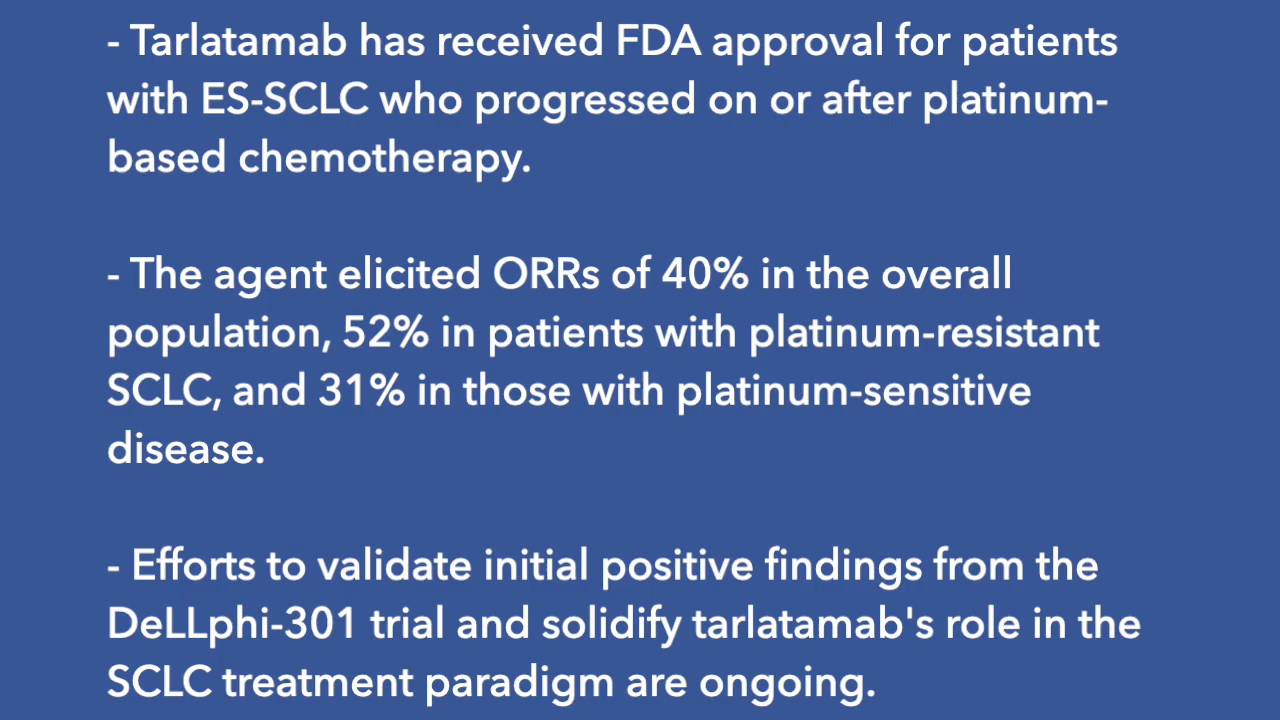 - Tarlatamab has received FDA approval for patients
with ES-SCLC who progressed on or after platinum-
based chemotherapy.
- The agent elicited ORRs of 40% in the overall
population, 52% in patients with platinum-resistant
SCLC, and 31% in those with platinum-sensitive
disease.
- Efforts to validate initial positive findings from the
DeLLphi-301 trial and solidify tarlatamab's role in the
SCLC treatment paradigm are ongoing.